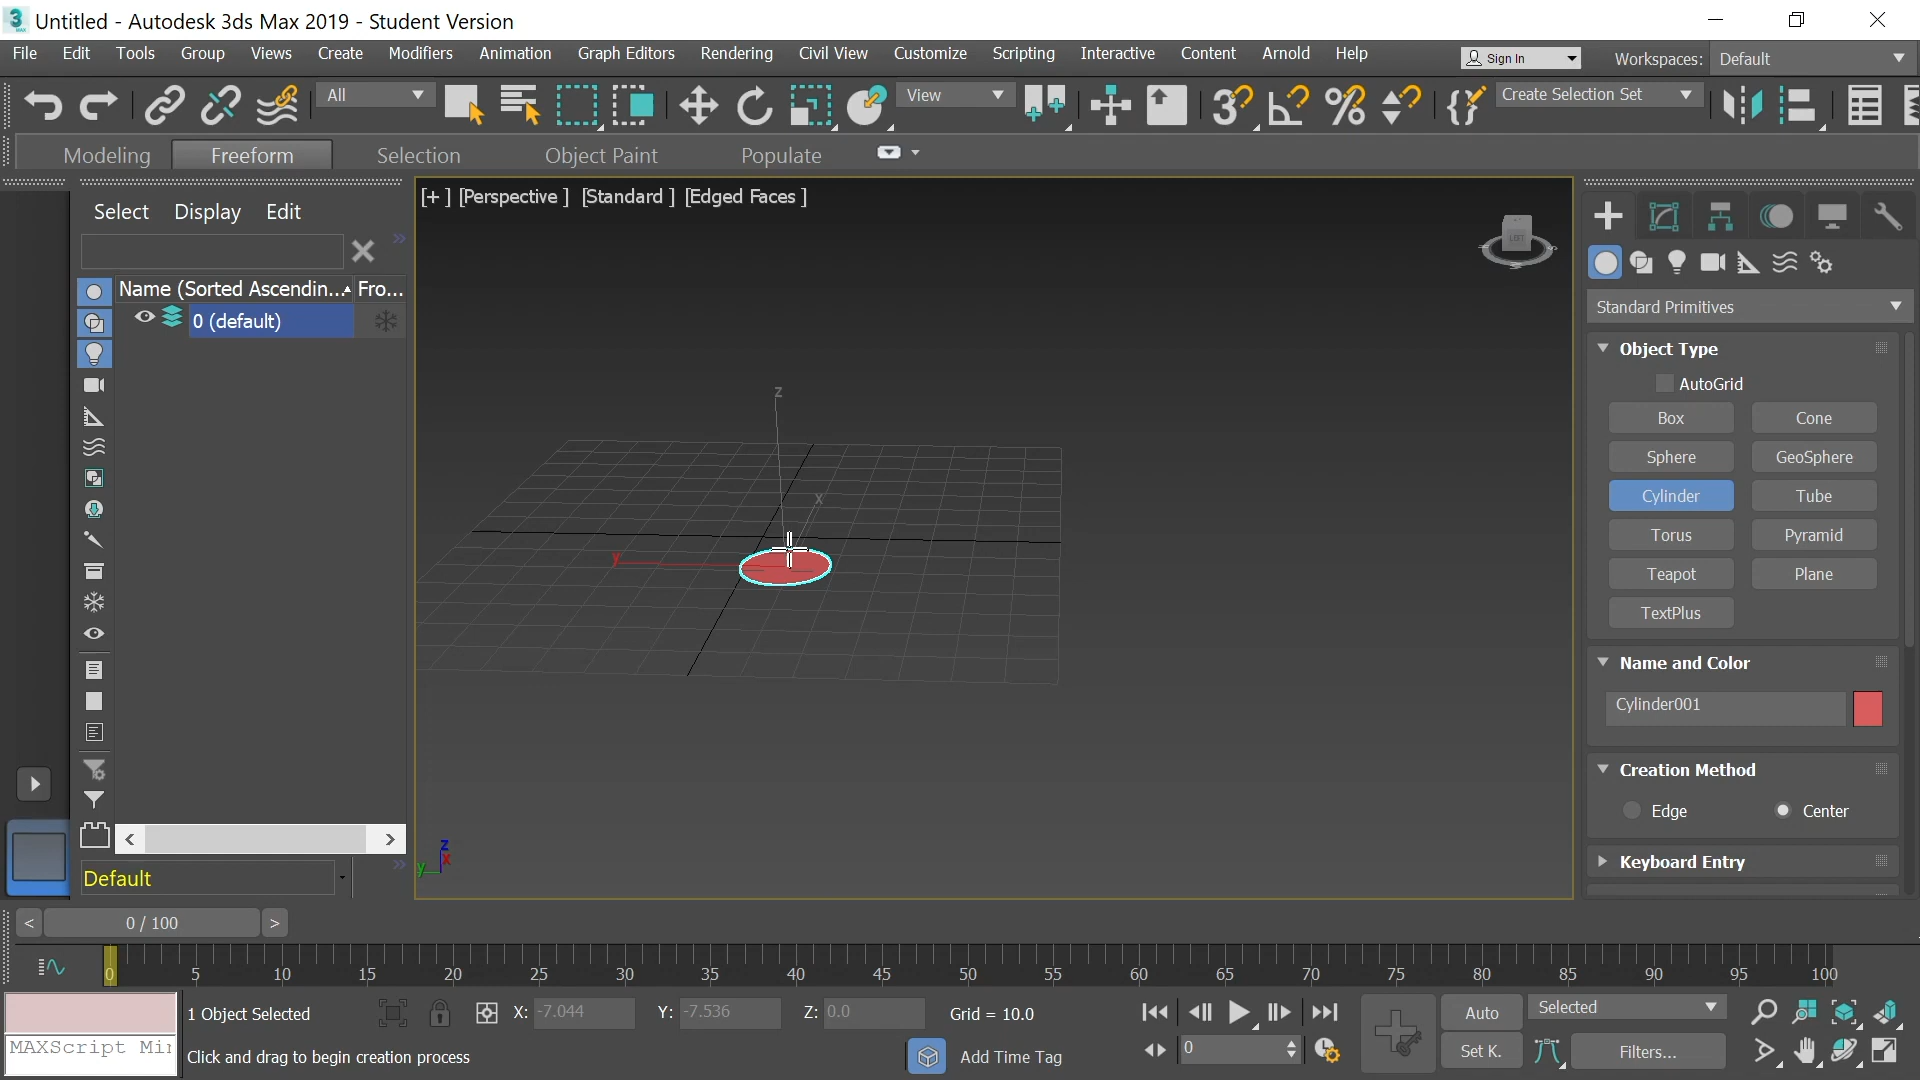 Untitled - Autodesk 3ds Max 2019 - Student Version
File Edit Tools Group Views Create Modifiers Animation Graph Editors Rendering Civil View Customize Scripting Interactive Content Arnold Help
Sign In
Workspaces: Default
All
View
Create Selection Set
Modeling Freeform Selection Object Paint Populate
Select Display Edit
[+] [Perspective] [Standard] [Edged Faces]
Name (Sorted Ascendin... Fro...
0 (default)
Standard Primitives
Object Type
AutoGrid
Box Cone
Sphere GeoSphere
Cylinder Tube
Torus Pyramid
Teapot Plane
TextPlus
Name and Color
Cylinder001
Creation Method
Edge Center
Keyboard Entry
LEFT
z
x
y
z
x
y
Default
< 0 / 100 >
0 5 10 15 20 25 30 35 40 45 50 55 60 65 70 75 80 85 90 95 100
1 Object Selected
X: -7.044 Y: -7.536 Z: 0.0 Grid = 10.0
Auto Selected
MAXScript Mi
Click and drag to begin creation process
Add Time Tag
0
Set K. Filters...